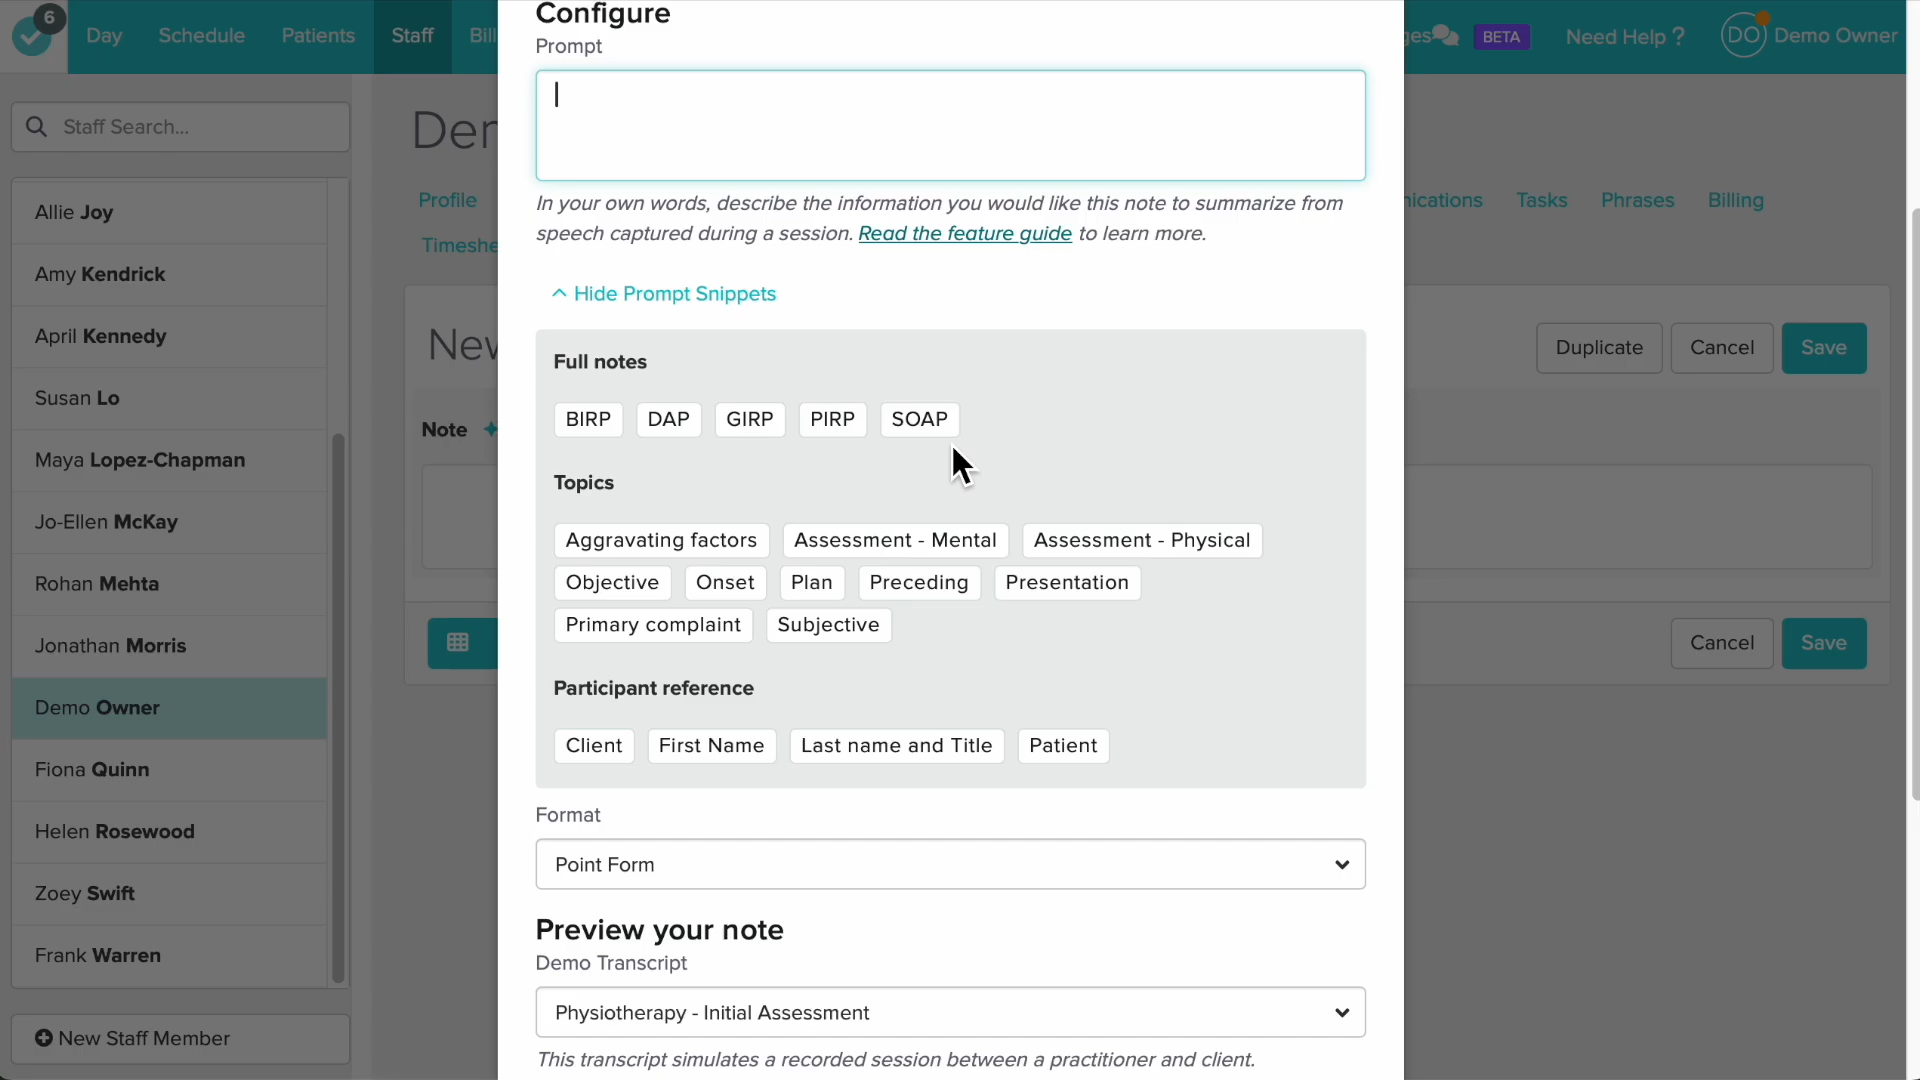 6
Day
Schedule
Patients
Staff
Bill
ges
BETA
Need Help ?
DO
Demo Owner
Staff Search...
Allie Joy
Amy Kendrick
April Kennedy
Susan Lo
Maya Lopez-Chapman
Jo-Ellen McKay
Rohan Mehta
Jonathan Morris
Demo Owner
Fiona Quinn
Helen Rosewood
Zoey Swift
Frank Warren
New Staff Member
Dem
Profile
Timeshe
nications
Tasks
Phrases
Billing
New
Duplicate
Cancel
Save
Note
Cancel
Save
Configure
Prompt
In your own words, describe the information you would like this note to summarize from
speech captured during a session. Read the feature guide to learn more.
Hide Prompt Snippets
Full notes
BIRP
DAP
GIRP
PIRP
SOAP
Topics
Aggravating factors
Assessment - Mental
Assessment - Physical
Objective
Onset
Plan
Preceding
Presentation
Primary complaint
Subjective
Participant reference
Client
First Name
Last name and Title
Patient
Format
Point Form
Preview your note
Demo Transcript
Physiotherapy - Initial Assessment
This transcript simulates a recorded session between a practitioner and client.